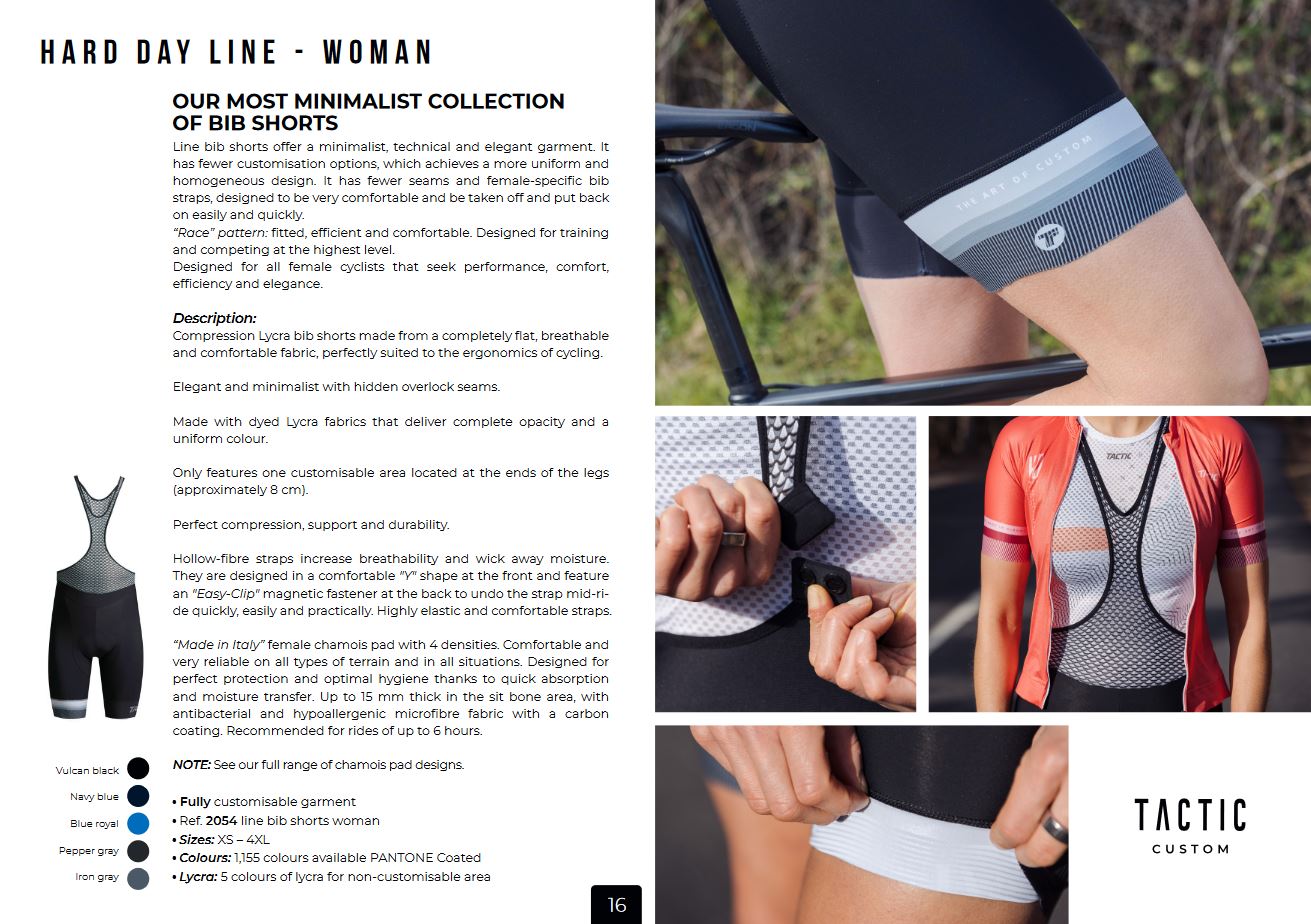 HARD DAY LINE - WOMAN
OUR MOST MINIMALIST COLLECTION
OF BIB SHORTS
Line bib shorts offer a minimalist, technical and elegant garment. It
has fewer customisation options, which achieves a more uniform and
homogeneous design. It has fewer seams and female-specific bib
straps, designed to be very comfortable and be taken off and put back
on easily and quickly.
“Race” pattern: fitted, efficient and comfortable. Designed for training
and competing at the highest level.
Designed for all female cyclists that seek performance, comfort,
efficiency and elegance.
Description:
Compression Lycra bib shorts made from a completely flat, breathable
and comfortable fabric, perfectly suited to the ergonomics of cycling.
Elegant and minimalist with hidden overlock seams.
Made with dyed Lycra fabrics that deliver complete opacity and a
uniform colour.
Only features one customisable area located at the ends of the legs
(approximately 8 cm).
Perfect compression, support and durability.
Hollow-fibre straps increase breathability and wick away moisture.
They are designed in a comfortable "Y" shape at the front and feature
an "Easy-Clip" magnetic fastener at the back to undo the strap mid-ri-
de quickly, easily and practically. Highly elastic and comfortable straps.
“Made in Italy” female chamois pad with 4 densities. Comfortable and
very reliable on all types of terrain and in all situations. Designed for
perfect protection and optimal hygiene thanks to quick absorption
and moisture transfer. Up to 15 mm thick in the sit bone area, with
antibacterial and hypoallergenic microfibre fabric with a carbon
coating. Recommended for rides of up to 6 hours.
NOTE: See our full range of chamois pad designs.
• Fully customisable garment
• Ref. 2054 line bib shorts woman
• Sizes: XS – 4XL
• Colours: 1,155 colours available PANTONE Coated
• Lycra: 5 colours of lycra for non-customisable area
Vulcan black
Navy blue
Blue royal
Pepper gray
Iron gray
16
THE ART OF CUSTOM
TACTIC
TACTIC
CUSTOM